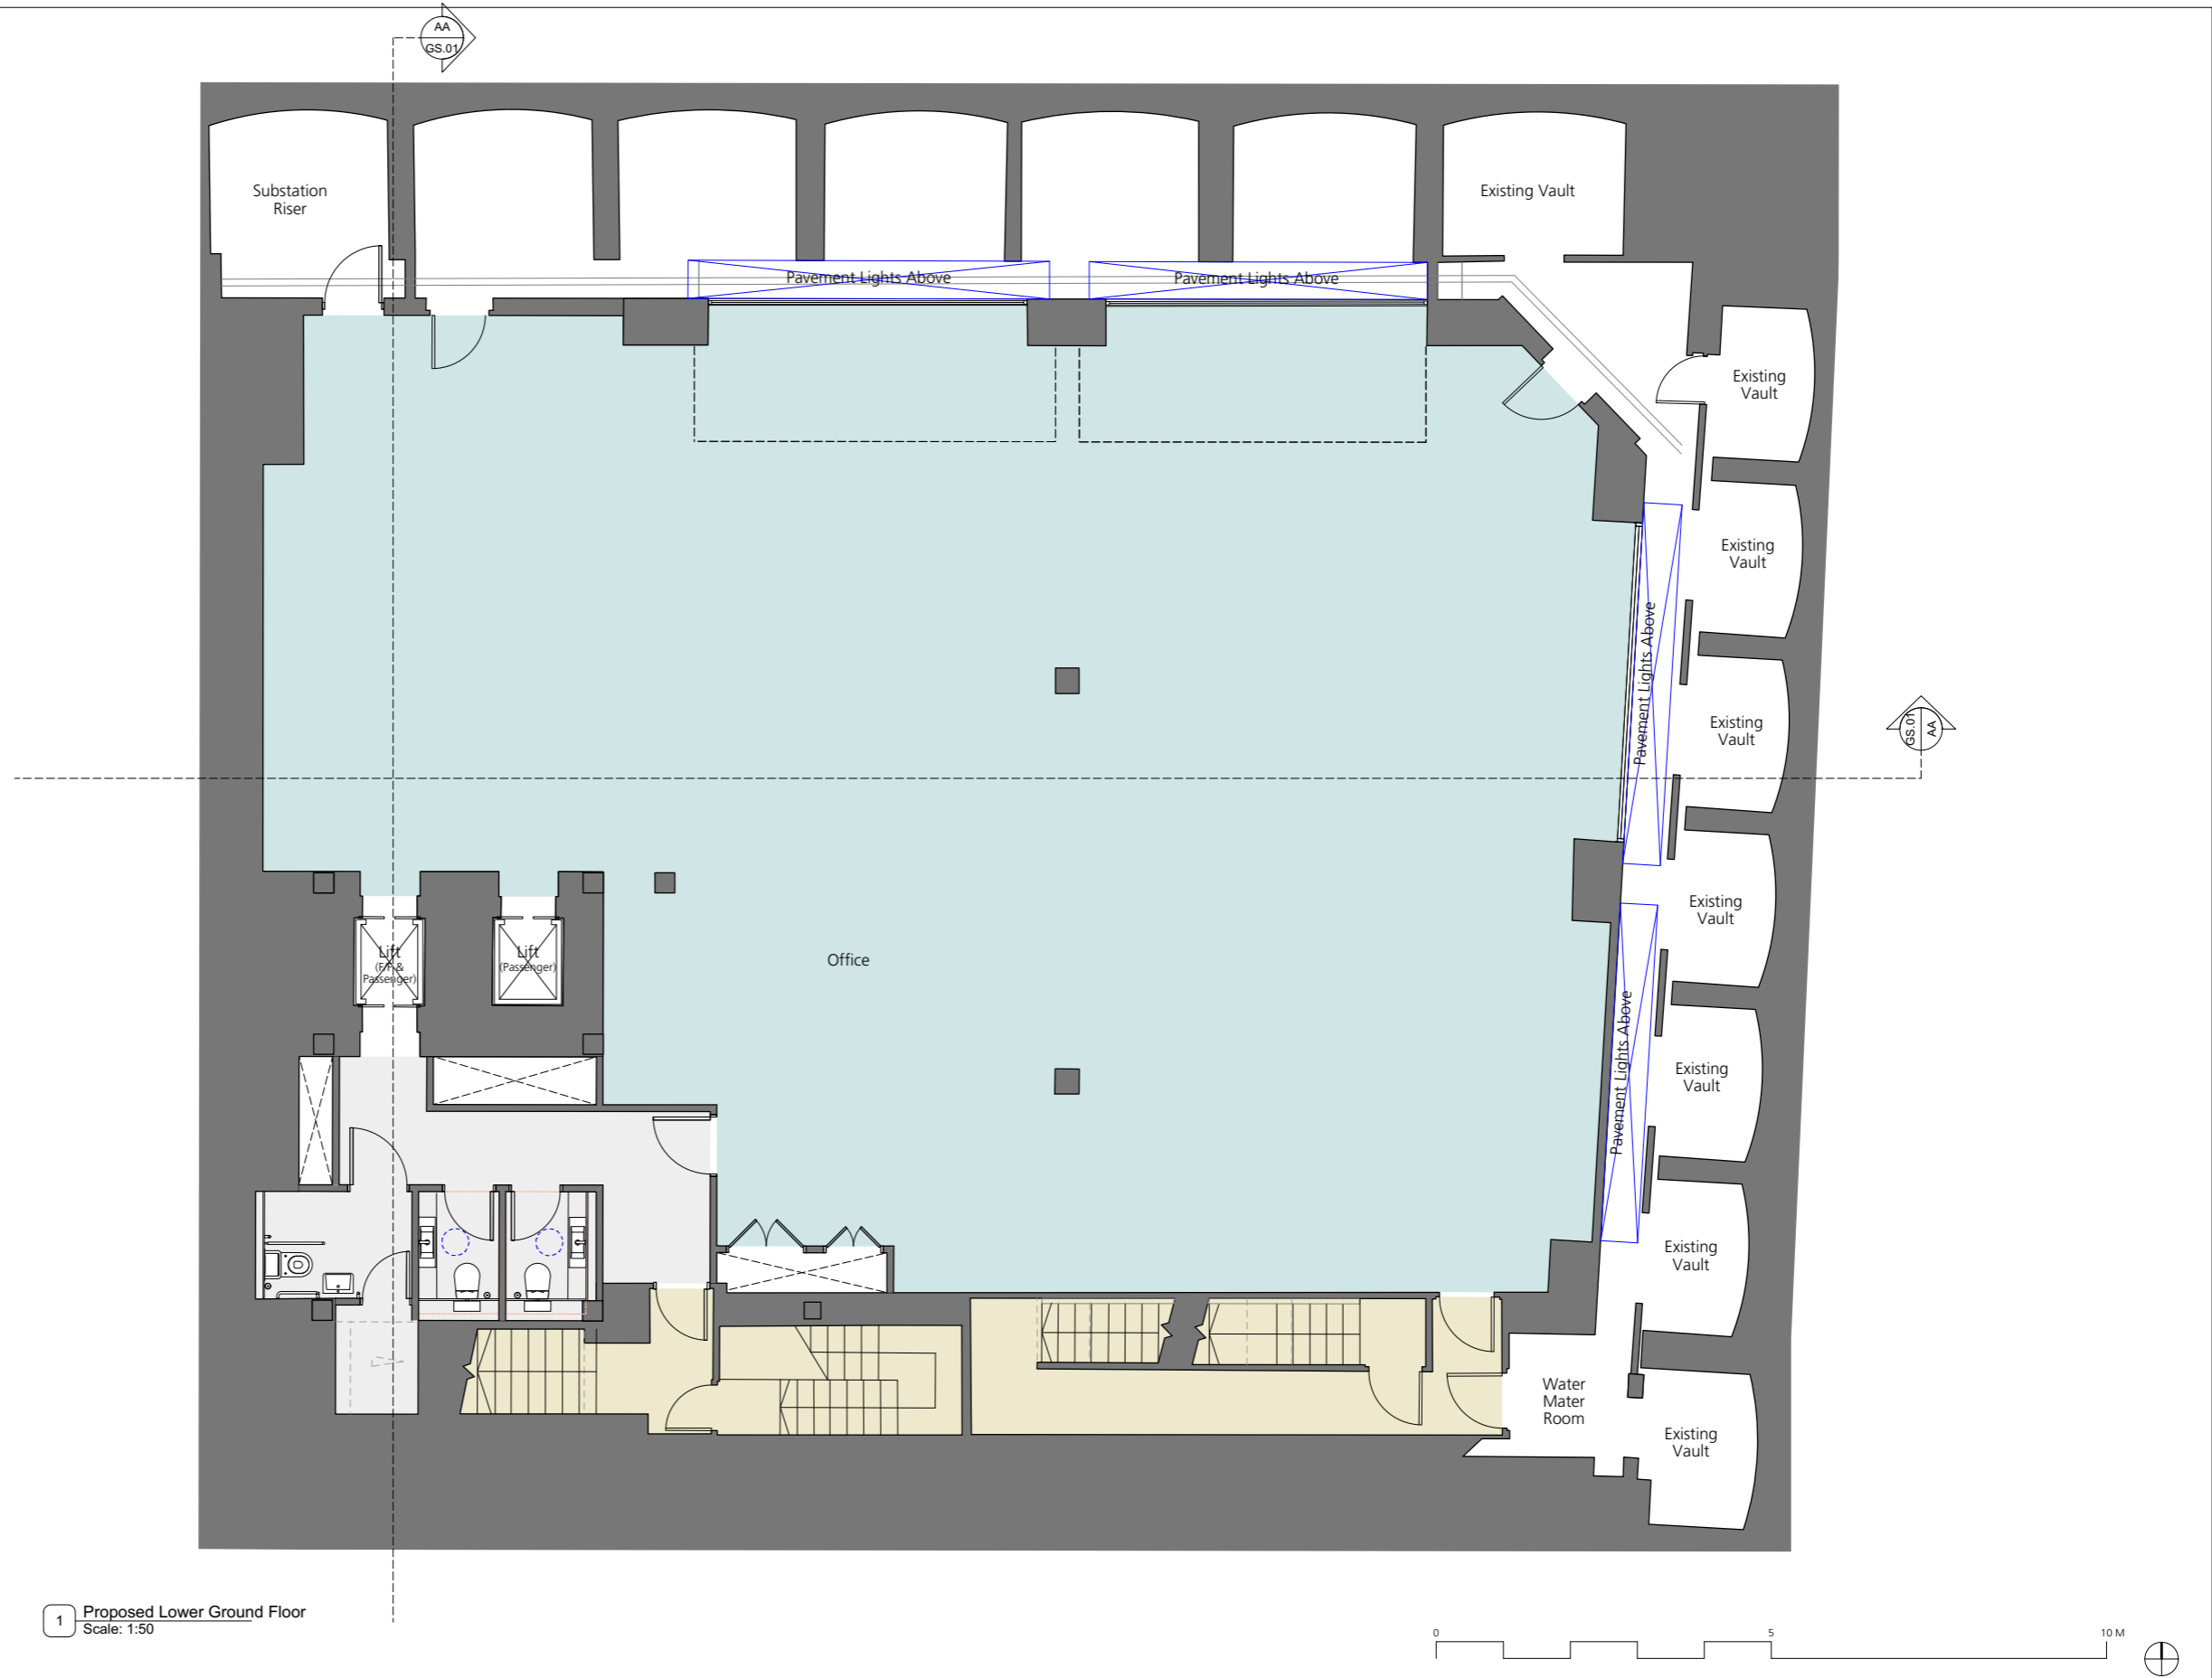 AA
GS.01
Substation
Riser
Existing Vault
Pavement Lights Above
Pavement Lights Above
Existing
Vault
Existing
Vault
Pavement Lights Above
Existing
Vault
GS.01
AA
Existing
Vault
Lift
(F/F &
Passenger)
Lift
(Passenger)
Office
Pavement Lights Above
Existing
Vault
Existing
Vault
Water
Mater
Room
Existing
Vault
1
Proposed Lower Ground Floor
Scale: 1:50
0
5
10 M